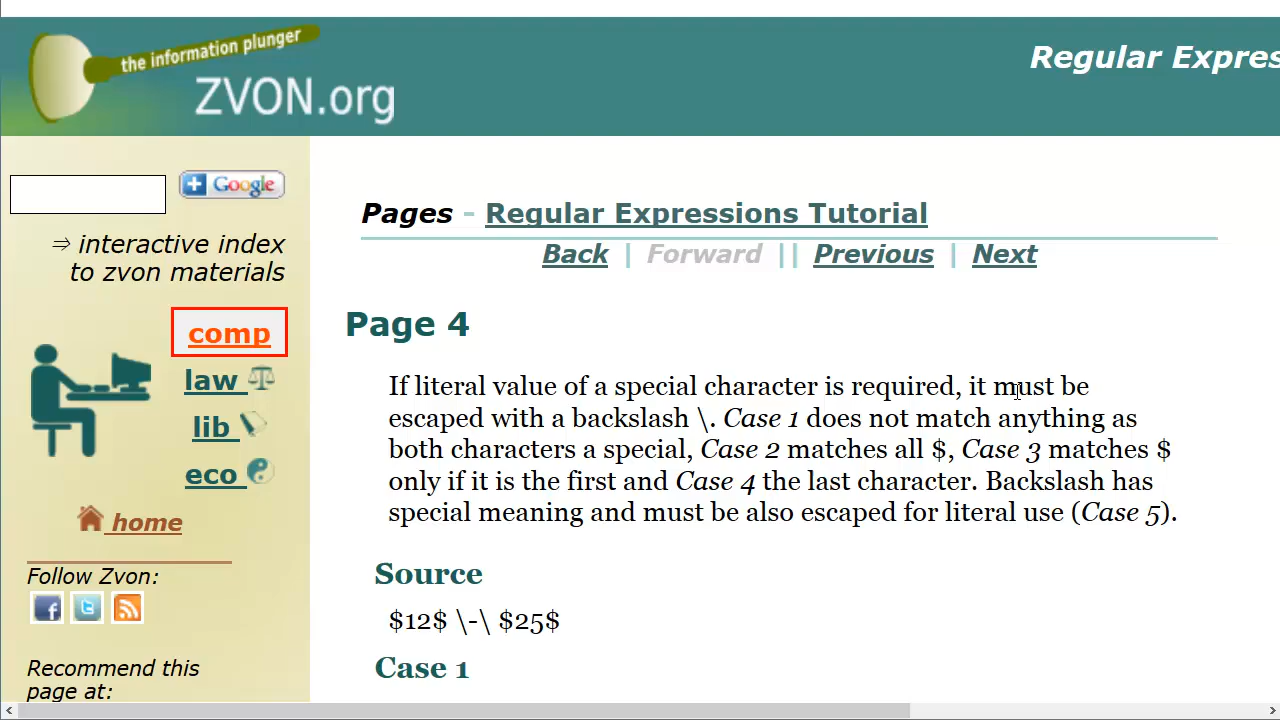 the information plunger
ZVON.org
Regular Expres
Google
⇒ interactive index
to zvon materials
comp
law
lib
eco
home
Follow Zvon:
Recommend this
page at:
Pages - Regular Expressions Tutorial
Back | Forward || Previous | Next
Page 4
If literal value of a special character is required, it must be
escaped with a backslash \. Case 1 does not match anything as
both characters a special, Case 2 matches all $, Case 3 matches $
only if it is the first and Case 4 the last character. Backslash has
special meaning and must be also escaped for literal use (Case 5).
Source
$12$ \-\ $25$
Case 1